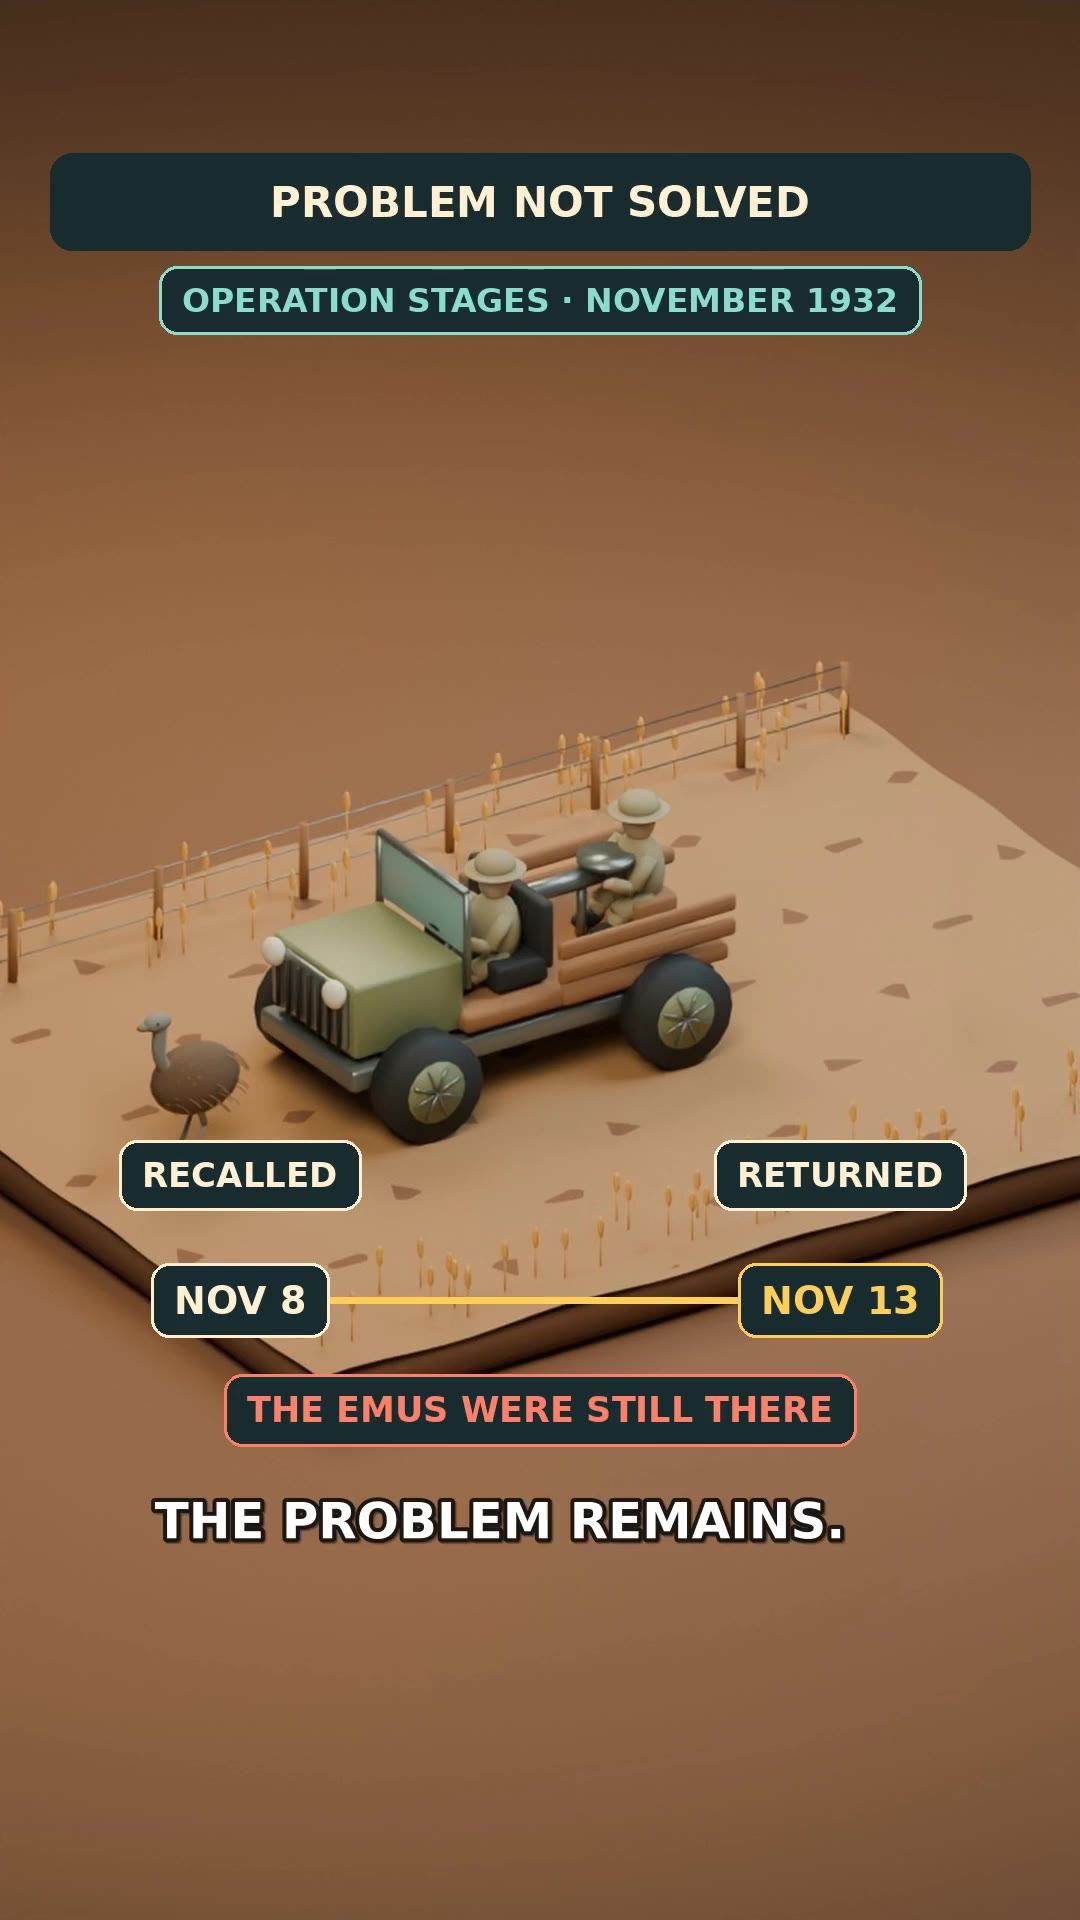 PROBLEM NOT SOLVED
OPERATION STAGES · NOVEMBER 1932
RECALLED
RETURNED
NOV 8
NOV 13
THE EMUS WERE STILL THERE
THE PROBLEM REMAINS.